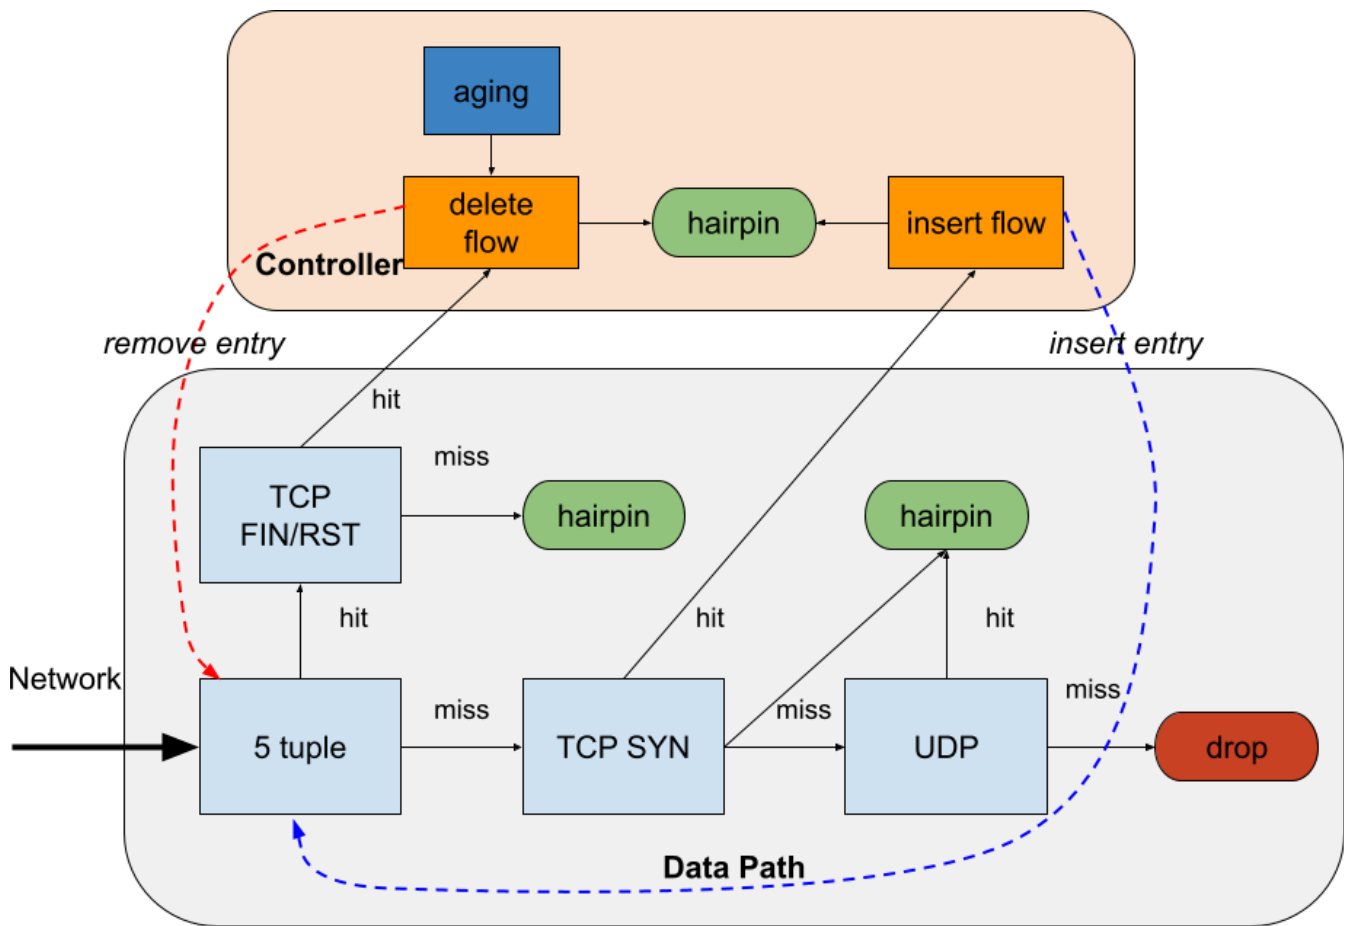 aging
delete
flow
hairpin
insert flow
Controller
remove entry
insert entry
hit
TCP
FIN/RST
miss
hairpin
hairpin
hit
hit
hit
Network
5 tuple
miss
TCP SYN
miss
UDP
miss
drop
Data Path